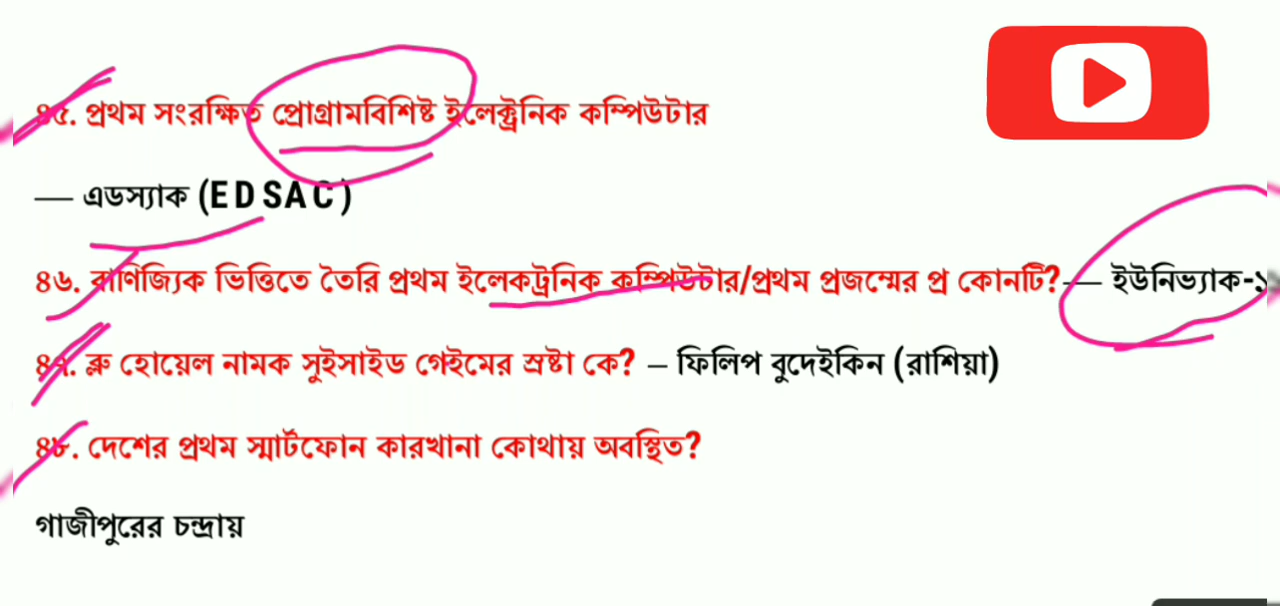 ৪৫. প্রথম সংরক্ষিত প্রোগ্রামবিশিষ্ট ইলেক্ট্রনিক কম্পিউটার
— এডস্যাক (EDSAC)
৪৬. বাণিজ্যিক ভিত্তিতে তৈরি প্রথম ইলেকট্রনিক কম্পিউটার/প্রথম প্রজম্মের প্র কোনটি? — ইউনিভ্যাক-১
৪৭. ব্লু হোয়েল নামক সুইসাইড গেইমের স্রষ্টা কে? – ফিলিপ বুদেইকিন (রাশিয়া)
৪৮. দেশের প্রথম স্মার্টফোন কারখানা কোথায় অবস্থিত?
গাজীপুরের চন্দ্রায়